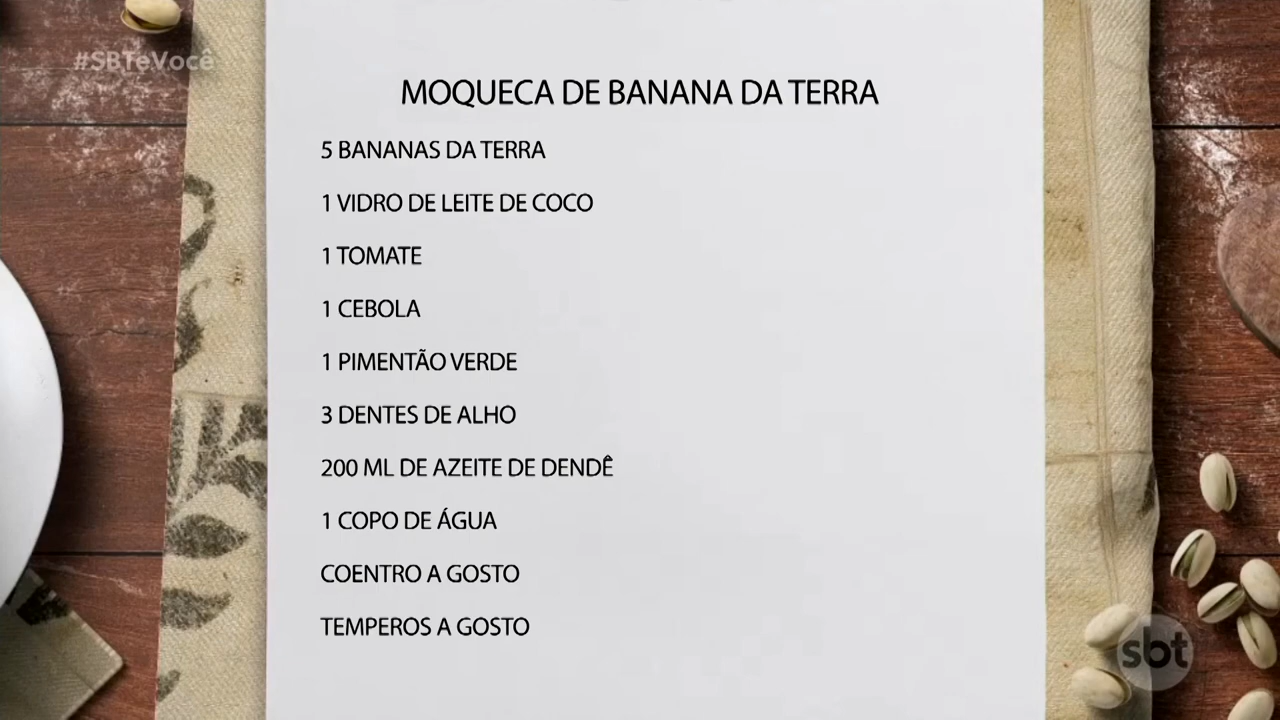 #SBTeVocê
MOQUECA DE BANANA DA TERRA
5 BANANAS DA TERRA
1 VIDRO DE LEITE DE COCO
1 TOMATE
1 CEBOLA
1 PIMENTÃO VERDE
3 DENTES DE ALHO
200 ML DE AZEITE DE DENDÊ
1 COPO DE ÁGUA
COENTRO A GOSTO
TEMPEROS A GOSTO
sbt